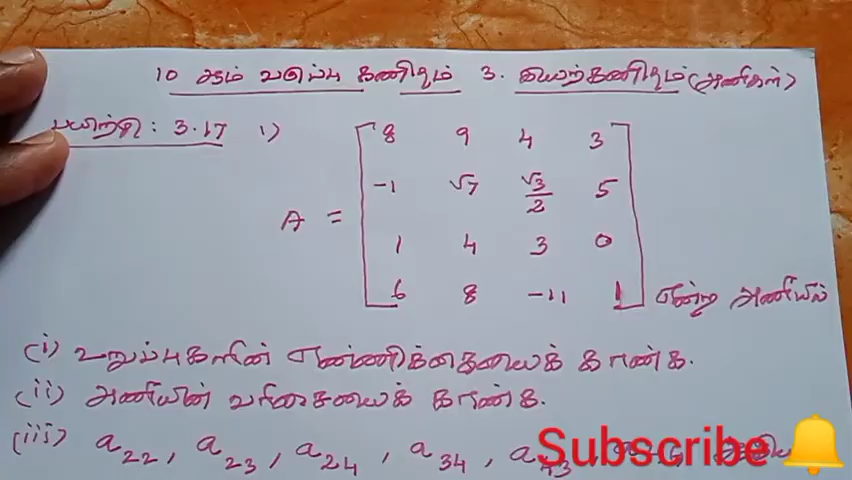 10 ஆம் வகுப்பு கணிதம் 3. இயற்கணிதம் (அணிகள்)
பயிற்சி : 3.17 1)
A = [ 8 9 4 3
-1 √7 √3/2 5
1 4 3 0
6 8 -11 1 ] என்ற அணியில்
(i) உறுப்புகளின் எண்ணிக்கையைக் காண்க.
(ii) அணியின் வரிசையைக் காண்க.
(iii) a22, a23, a24, a34,
Subscribe